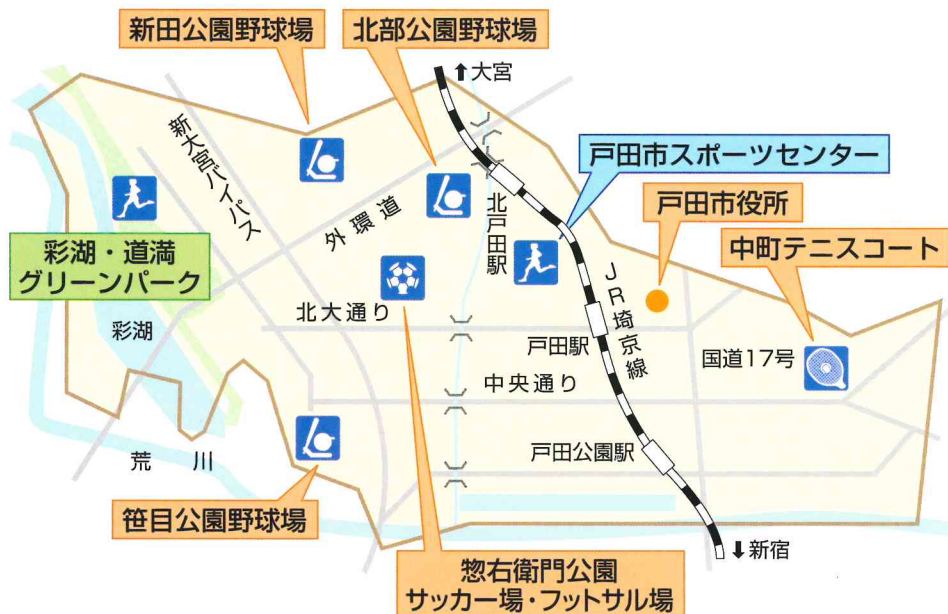 新田公園野球場
北部公園野球場
↑大宮
新大宮バイパス
戸田市スポーツセンター
外環道
北戸田駅
戸田市役所
中町テニスコート
彩湖・道満
グリーンパーク
JR埼京線
北大通り
彩湖
戸田駅
国道17号
中央通り
戸田公園駅
荒川
笹目公園野球場
↓新宿
惣右衛門公園
サッカー場・フットサル場